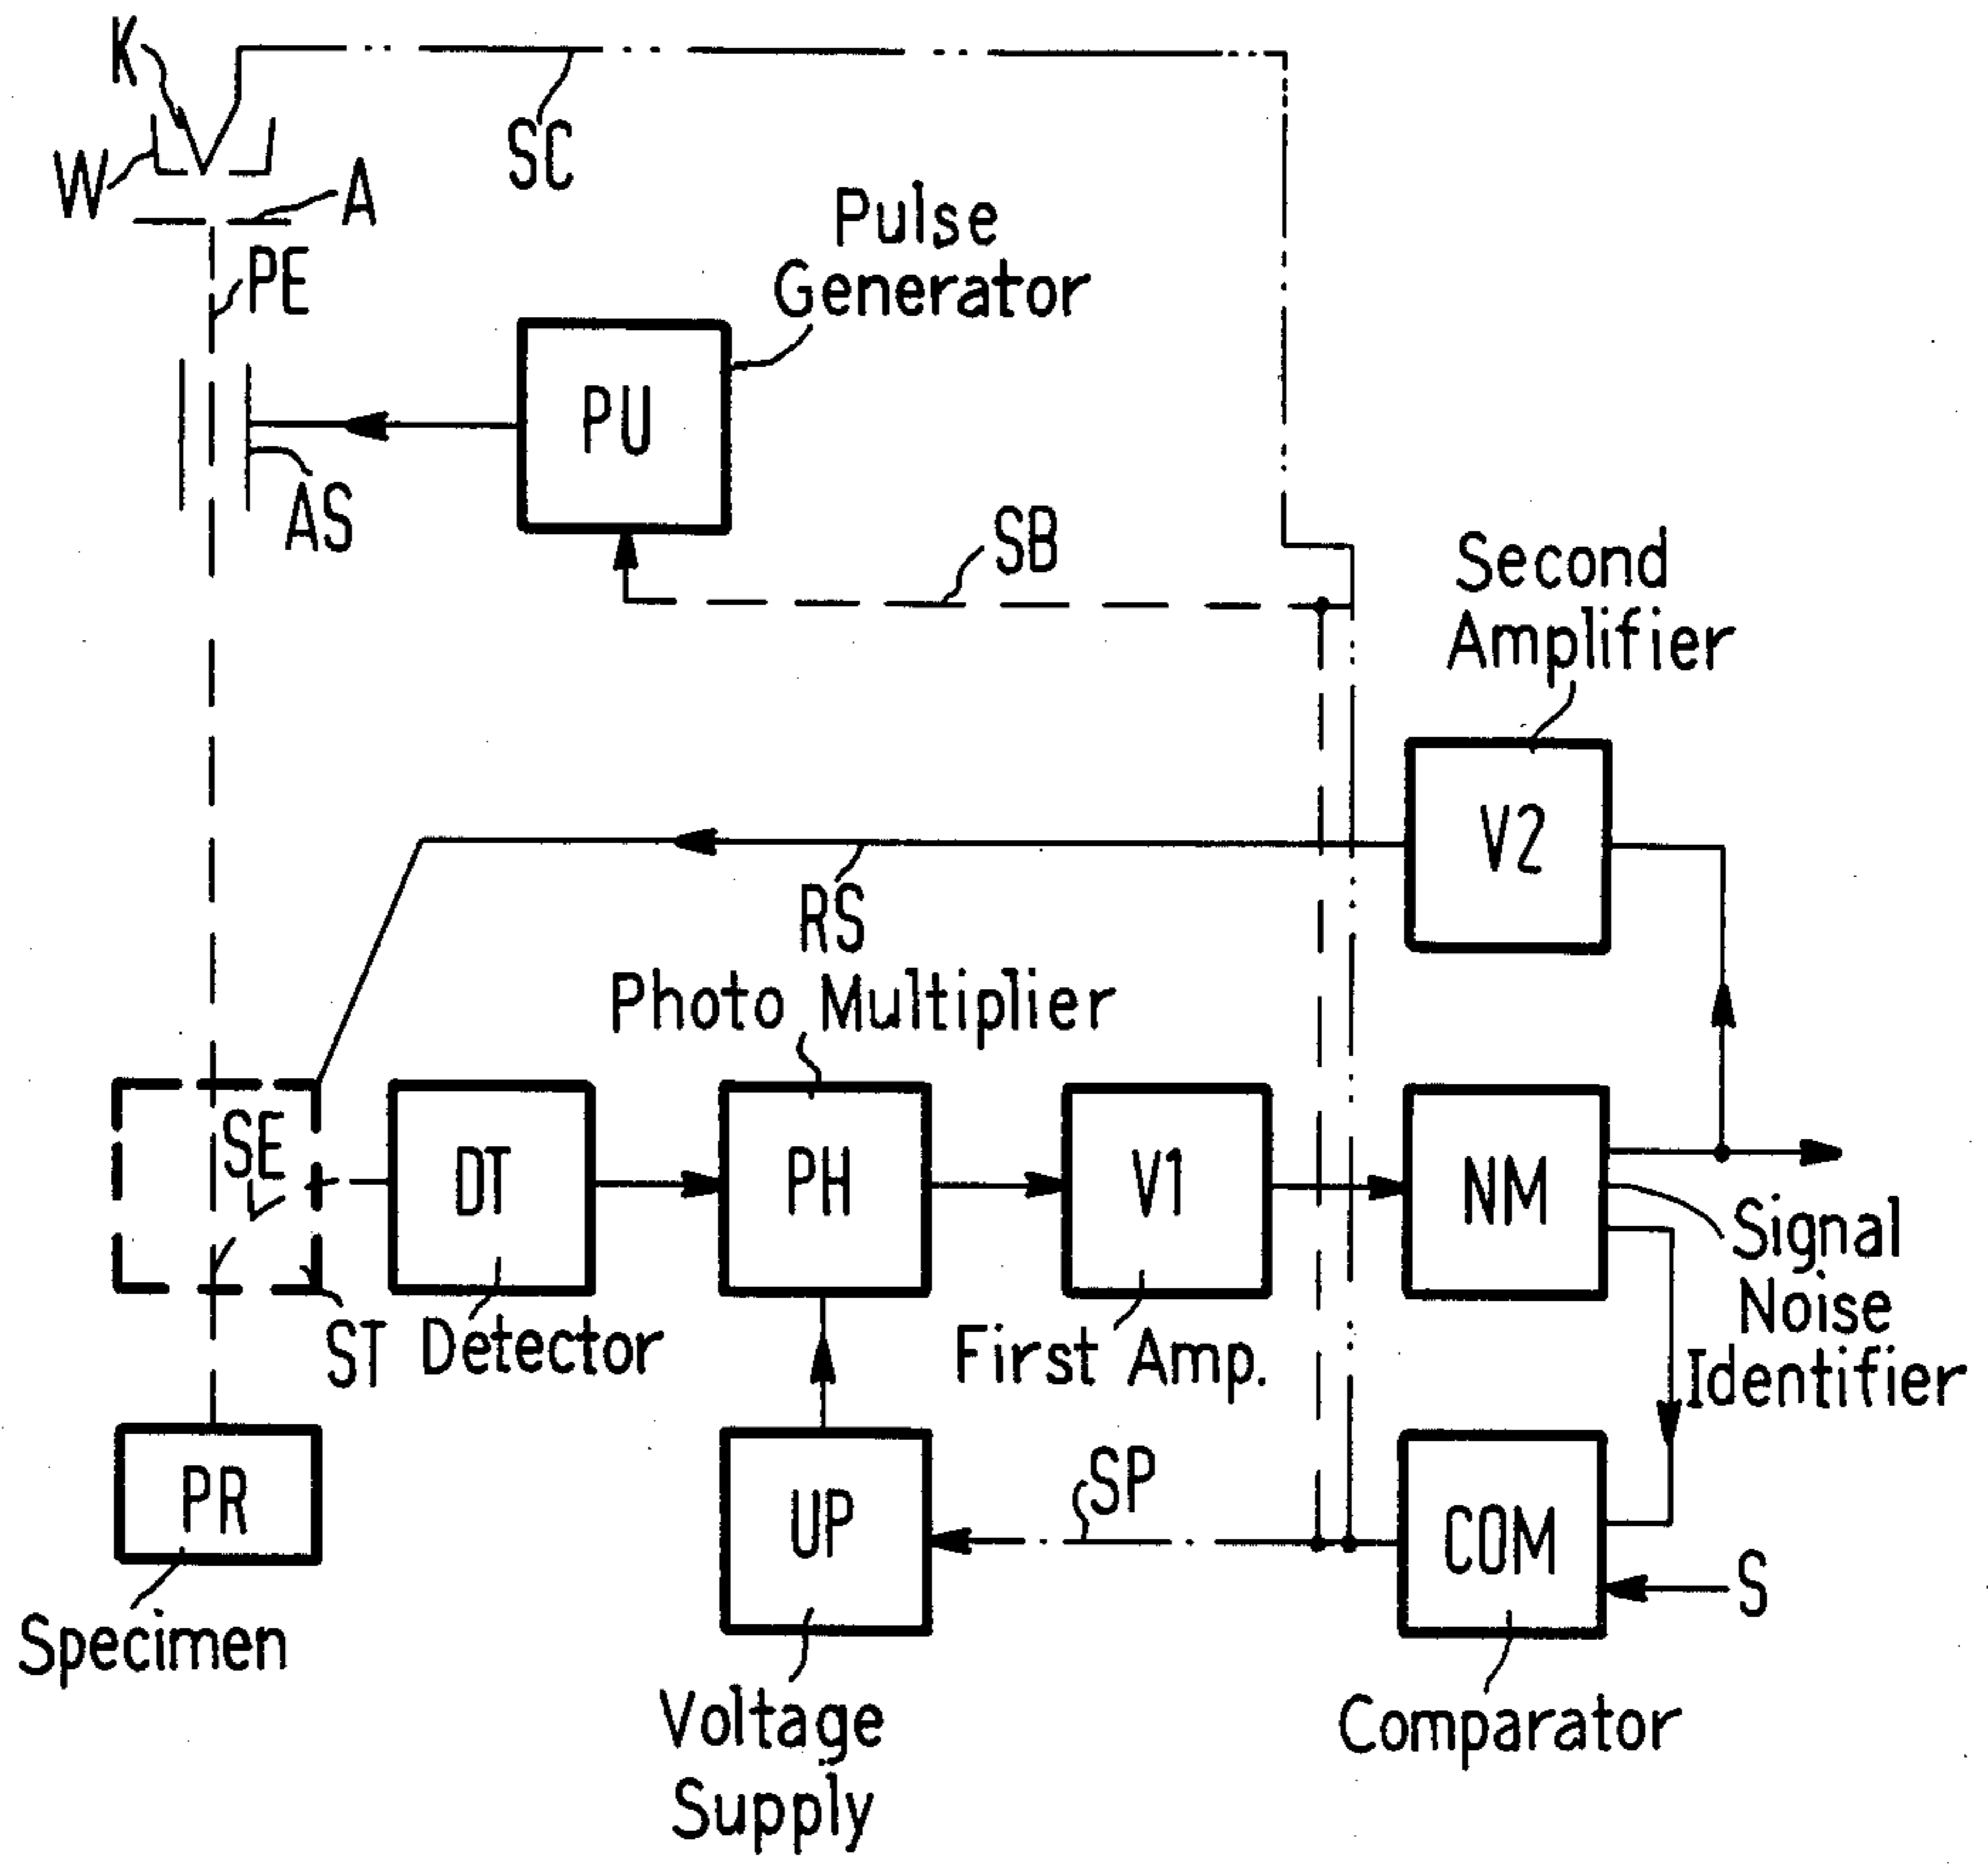 K
SC
W
A
Pulse
Generator
PE
PU
AS
SB
Second
Amplifier
V2
RS
Photo Multiplier
SE
DT
PH
V1
NM
Signal
Noise
Identifier
ST
Detector
First Amp.
PR
UP
SP
COM
S
Specimen
Voltage
Supply
Comparator